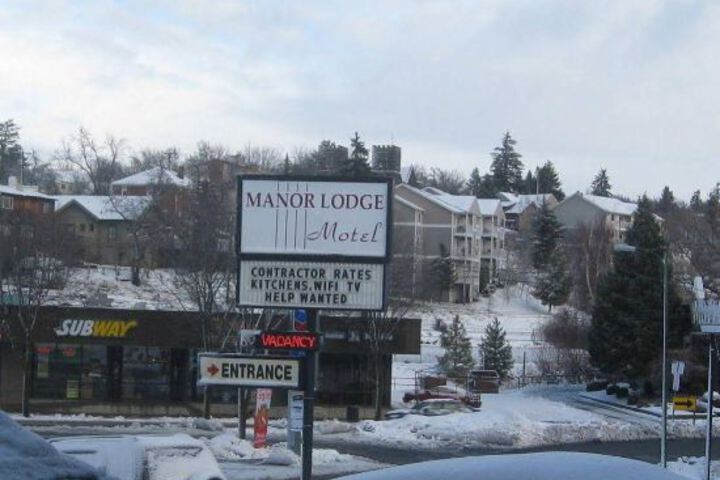 MANOR LODGE
Motel
CONTRACTOR RATES
KITCHENS.WIFI TV
HELP WANTED
SUBWAY
VACANCY
ENTRANCE